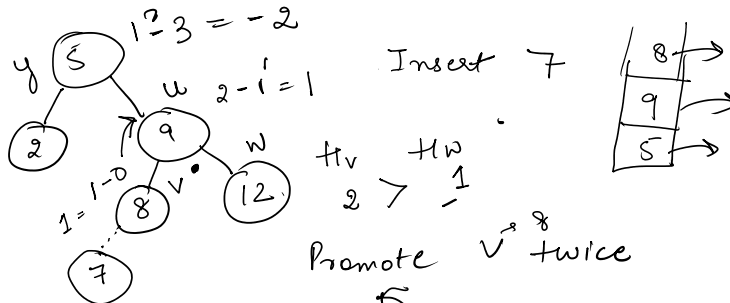 1 - 3 = -2
y 5
Insert 7
8
u 2 - 1 = 1
9
2
9
w
Hv Hw
5
1 = 1-0
8 v
12
2 > 1
7
Promote v 8 twice